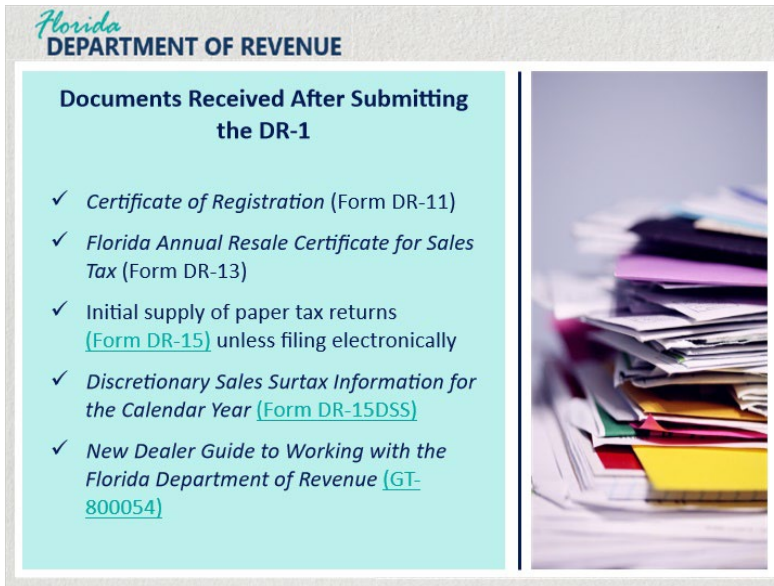 Florida
DEPARTMENT OF REVENUE
Documents Received After Submitting
the DR-1
✓ Certificate of Registration (Form DR-11)
✓ Florida Annual Resale Certificate for Sales
Tax (Form DR-13)
✓ Initial supply of paper tax returns
(Form DR-15) unless filing electronically
✓ Discretionary Sales Surtax Information for
the Calendar Year (Form DR-15DSS)
✓ New Dealer Guide to Working with the
Florida Department of Revenue (GT-
800054)